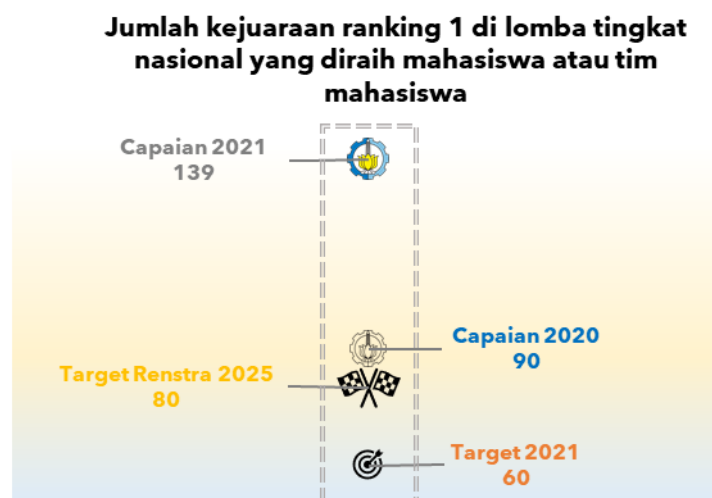 Jumlah kejuaraan ranking 1 di lomba tingkat
nasional yang diraih mahasiswa atau tim
mahasiswa
Capaian 2021
139
Capaian 2020
90
Target Renstra 2025
80
Target 2021
60